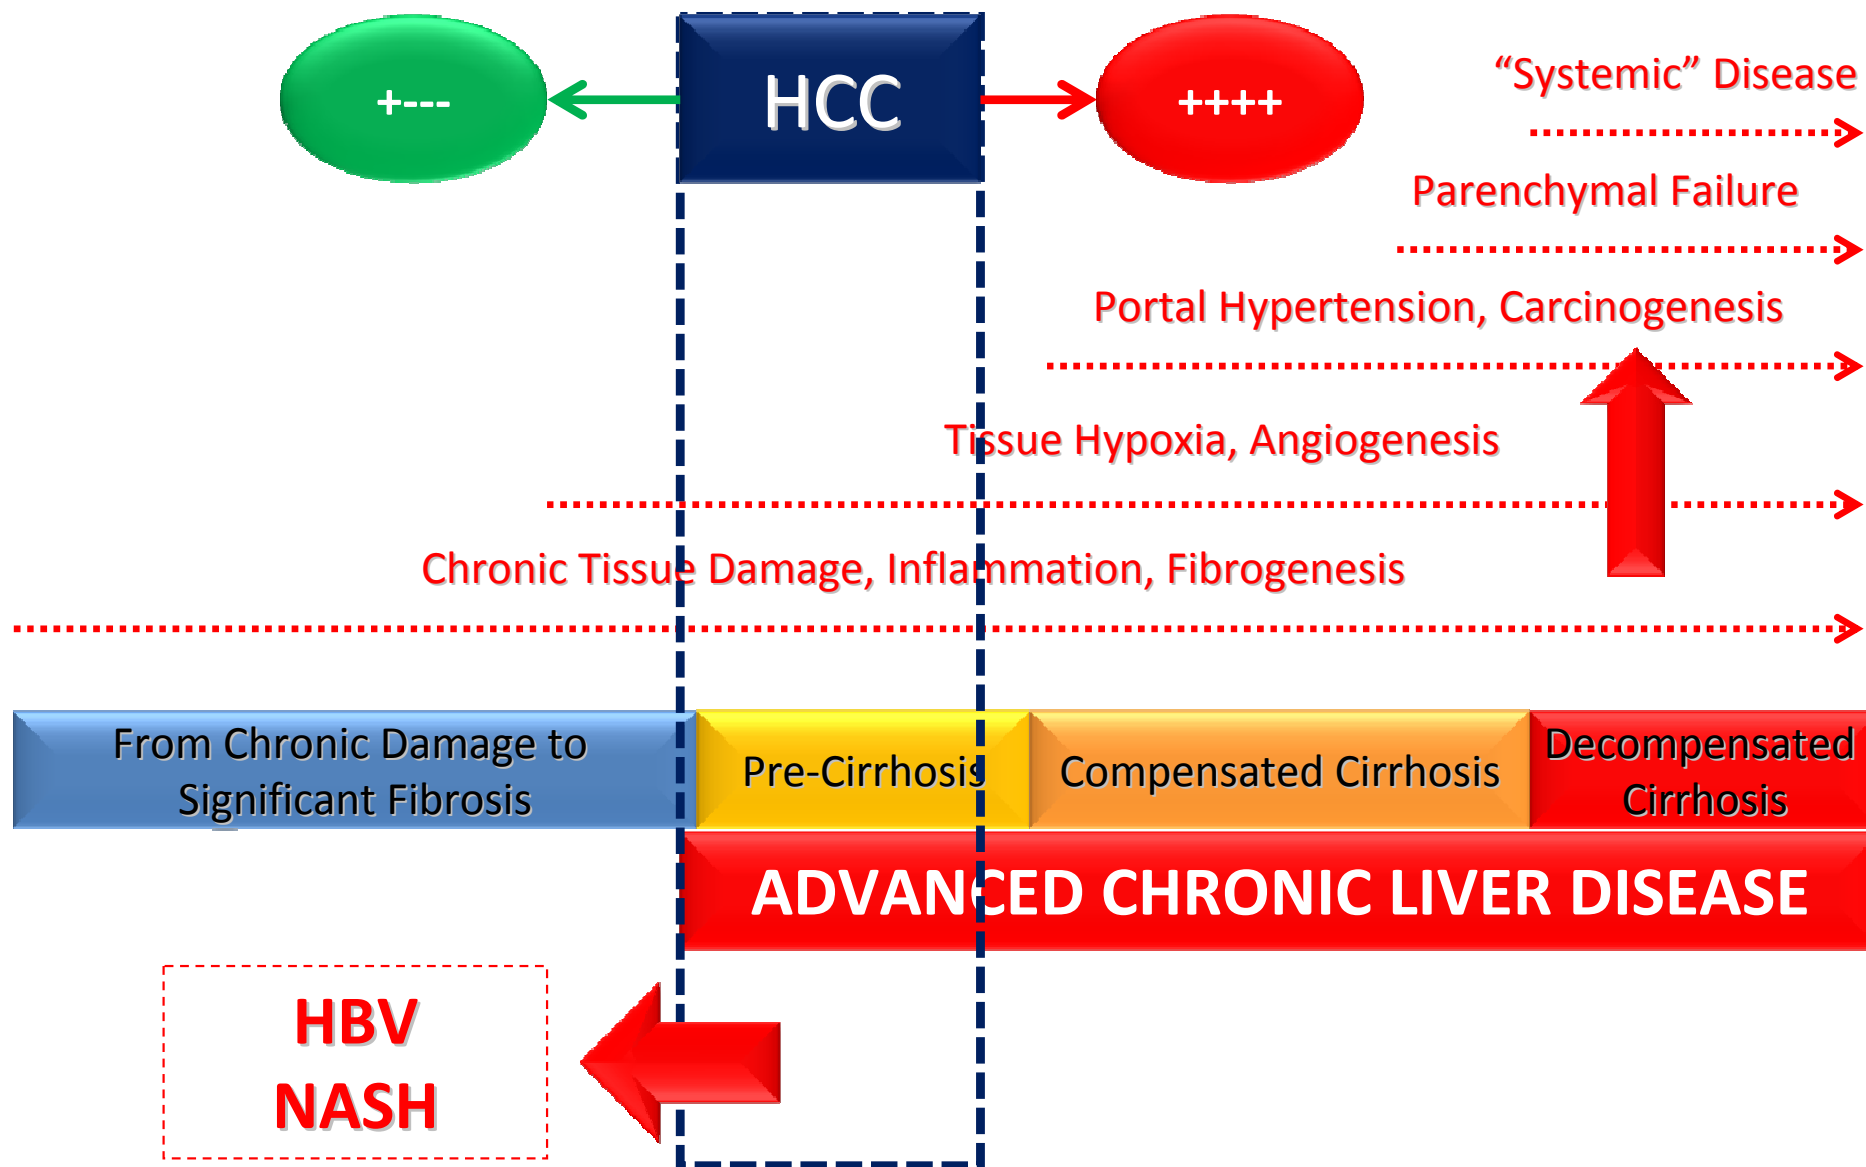 +---
HCC
++++
“Systemic” Disease
Parenchymal Failure
Portal Hypertension, Carcinogenesis
Tissue Hypoxia, Angiogenesis
Chronic Tissue Damage, Inflammation, Fibrogenesis
From Chronic Damage to
Significant Fibrosis
Pre-Cirrhosis
Compensated Cirrhosis
Decompensated
Cirrhosis
ADVANCED CHRONIC LIVER DISEASE
HBV
NASH